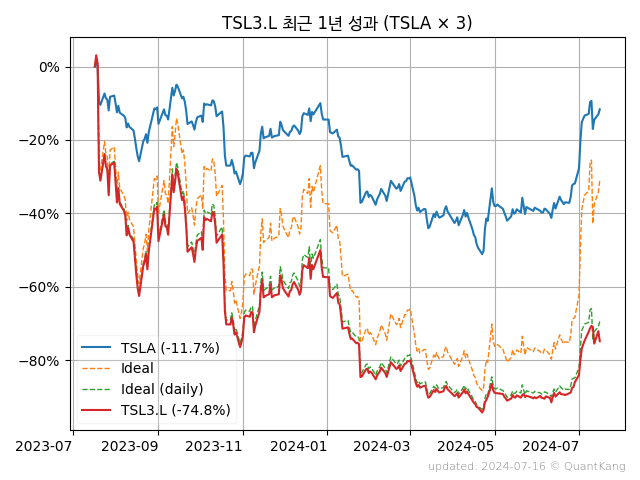 TSL3.L 최근 1년 성과 (TSLA × 3)
0%
−20%
−40%
−60%
−80%
TSLA (-11.7%)
Ideal
Ideal (daily)
TSL3.L (-74.8%)
2023-07 2023-09 2023-11 2024-01 2024-03 2024-05 2024-07
updated: 2024-07-16 © QuantKang